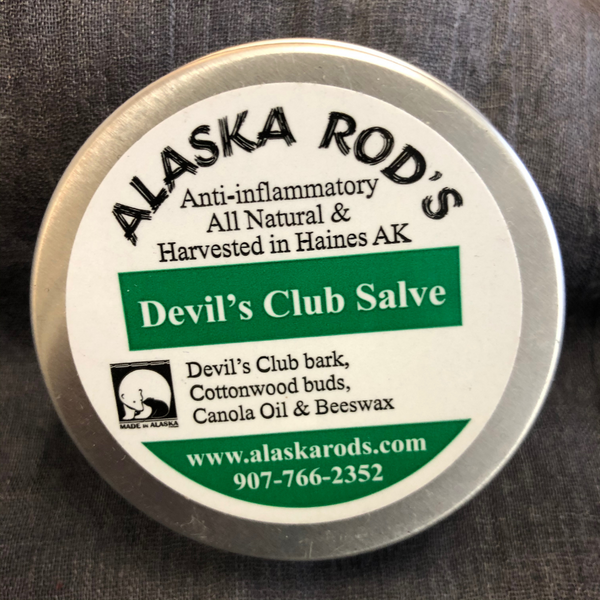 ALASKA ROD'S
Anti-inflammatory
All Natural &
Harvested in Haines AK
Devil's Club Salve
Devil's Club bark,
Cottonwood buds,
Canola Oil & Beeswax
MADE IN ALASKA
www.alaskarods.com
907-766-2352